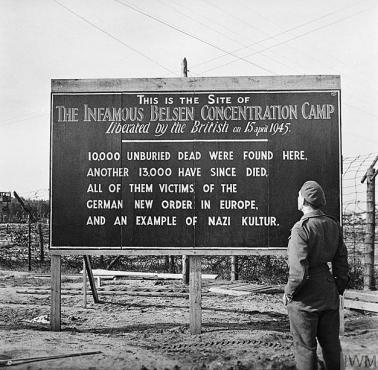 THIS IS THE SITE OF
THE INFAMOUS BELSEN CONCENTRATION CAMP
Liberated by the British on 15 april 1945.
10,000 UNBURIED DEAD WERE FOUND HERE,
ANOTHER 13,000 HAVE SINCE DIED,
ALL OF THEM VICTIMS OF THE
GERMAN NEW ORDER IN EUROPE,
AND AN EXAMPLE OF NAZI KULTUR.
IWM